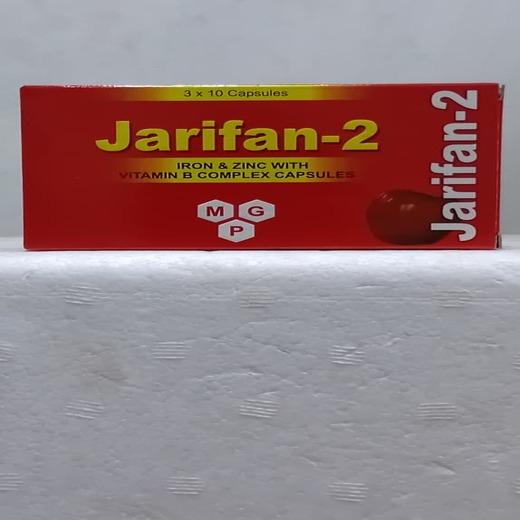 3 x 10 Capsules
Jarifan-2
IRON & ZINC WITH
VITAMIN B COMPLEX CAPSULES
M G
P
Jarifan-2